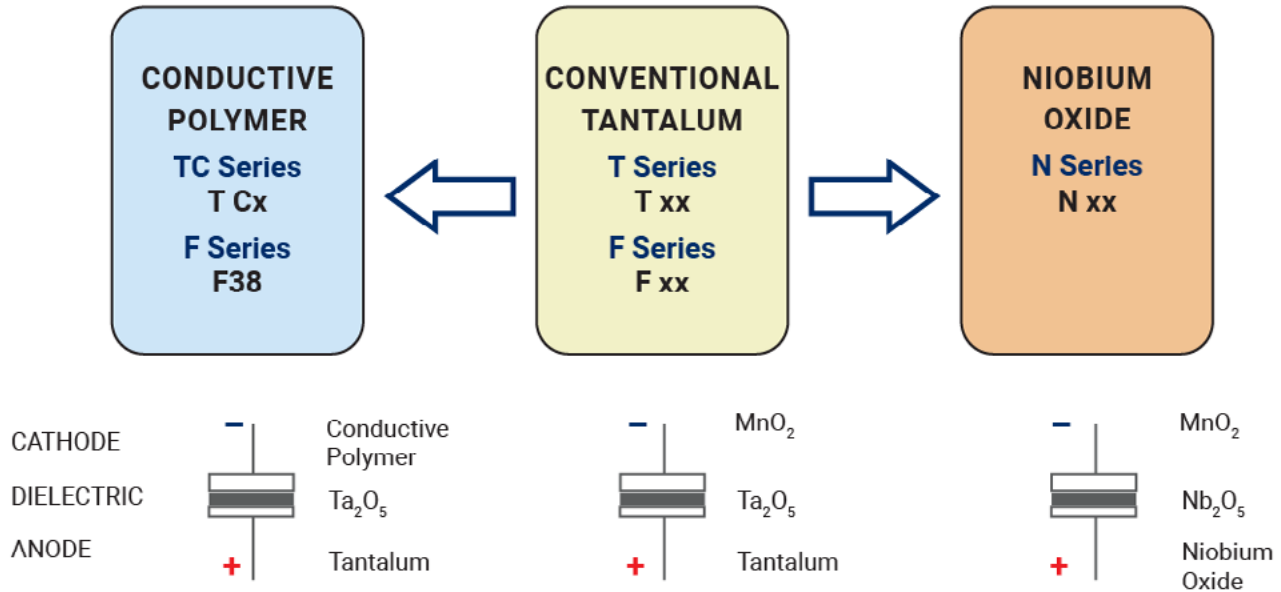 CONDUCTIVE
POLYMER
TC Series
T Cx
F Series
F38
CONVENTIONAL
TANTALUM
T Series
T xx
F Series
F xx
NIOBIUM
OXIDE
N Series
N xx
CATHODE
− Conductive
Polymer
− MnO₂
− MnO₂
DIELECTRIC
Ta₂O₅
Ta₂O₅
Nb₂O₅
ANODE
+ Tantalum
+ Tantalum
+ Niobium
Oxide